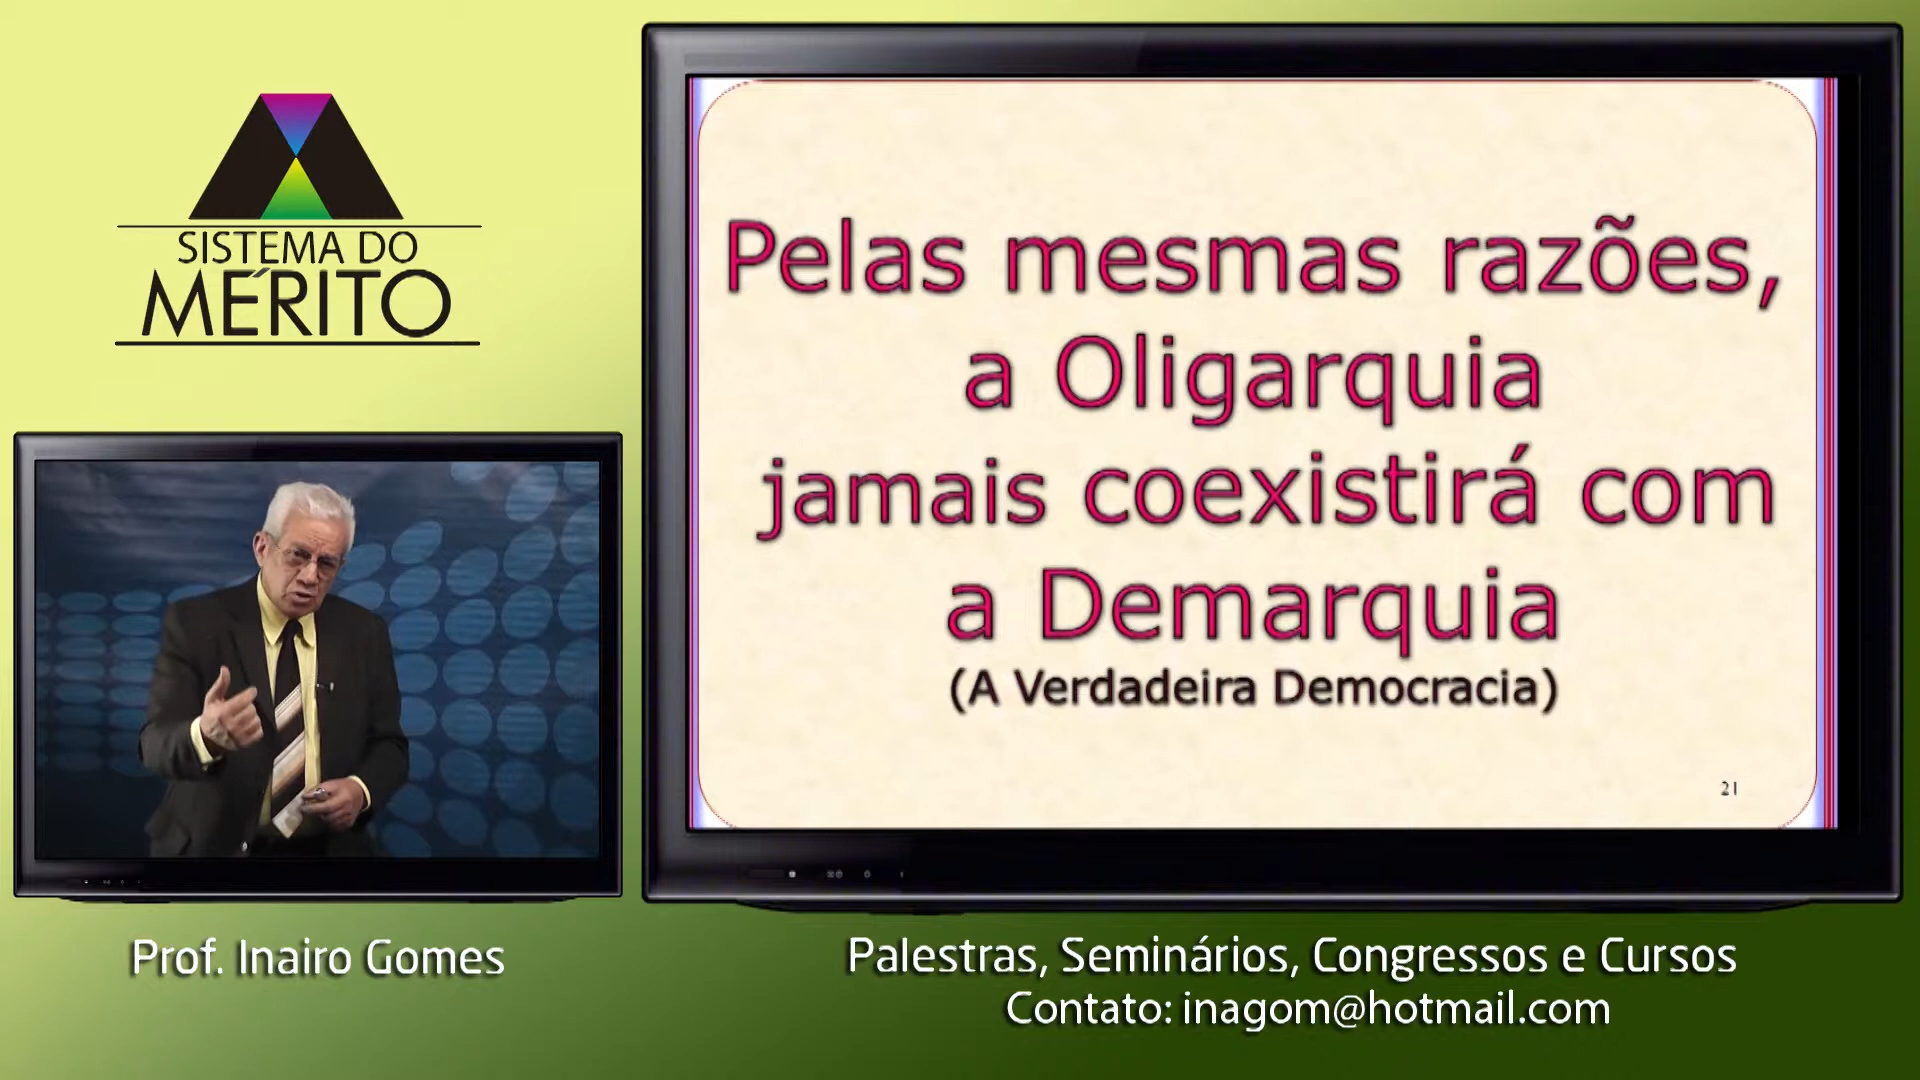 SISTEMA DO
MÉRITO
Pelas mesmas razões,
a Oligarquia
jamais coexistirá com
a Demarquia
(A Verdadeira Democracia)
21
Prof. Inairo Gomes
Palestras, Seminários, Congressos e Cursos
Contato: inagom@hotmail.com